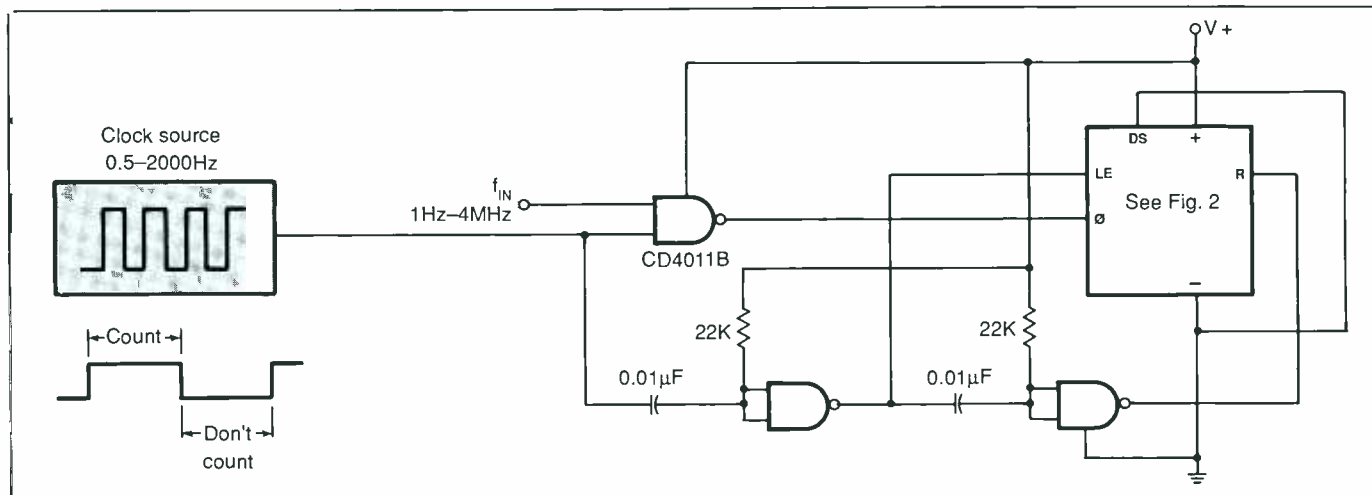 V +
Clock source
0.5–2000Hz
DS
+
LE
R
fIN
1Hz–4MHz
See Fig. 2
Ø
CD4011B
–
Count
22K
22K
0.01µF
0.01µF
Don't
count